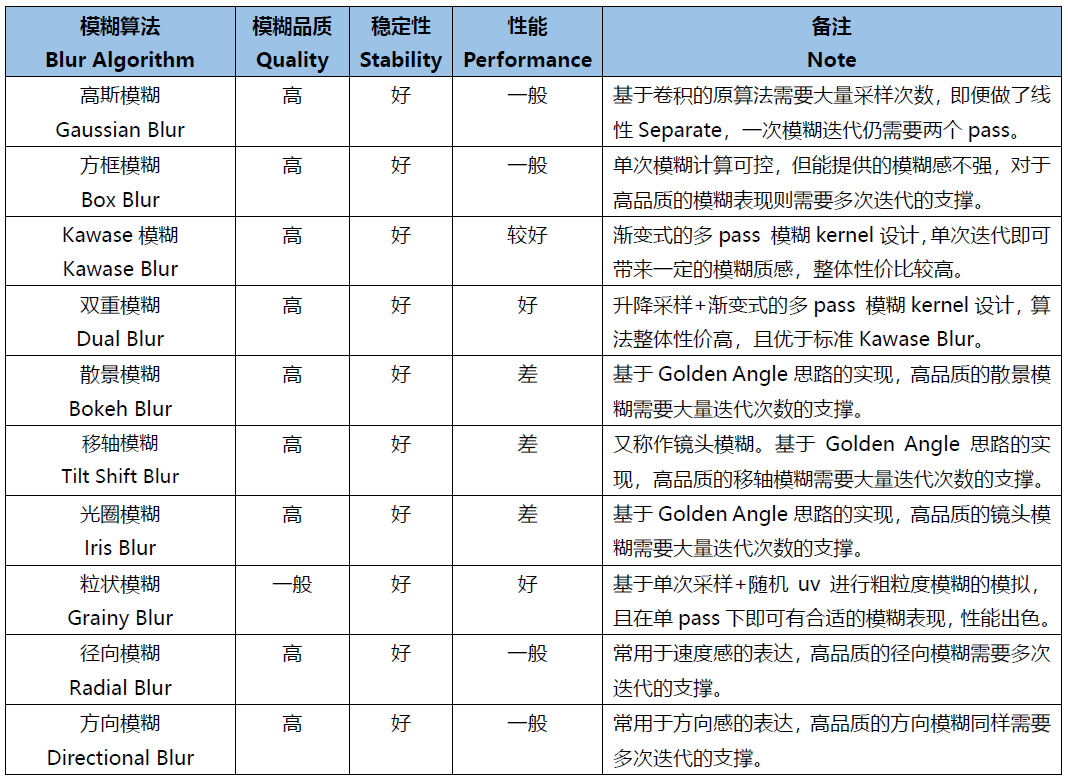 模糊算法 模糊品质 稳定性 性能 备注
Blur Algorithm Quality Stability Performance Note
高斯模糊 高 好 一般 基于卷积的原算法需要大量采样次数，即便做了线
Gaussian Blur 性 Separate，一次模糊迭代仍需要两个 pass。
方框模糊 高 好 一般 单次模糊计算可控，但能提供的模糊感不强，对于
Box Blur 高品质的模糊表现则需要多次迭代的支撑。
Kawase 模糊 高 好 较好 渐变式的多 pass 模糊 kernel 设计，单次迭代即可
Kawase Blur 带来一定的模糊质感，整体性价比较高。
双重模糊 高 好 好 升降采样+渐变式的多 pass 模糊 kernel 设计，算
Dual Blur 法整体性价高，且优于标准 Kawase Blur。
散景模糊 高 好 差 基于 Golden Angle 思路的实现，高品质的散景模
Bokeh Blur 糊需要大量迭代次数的支撑。
移轴模糊 高 好 差 又称作镜头模糊。基于 Golden Angle 思路的实
Tilt Shift Blur 现，高品质的移轴模糊需要大量迭代次数的支撑。
光圈模糊 高 好 差 基于 Golden Angle 思路的实现，高品质的镜头模
Iris Blur 糊需要大量迭代次数的支撑。
粒状模糊 一般 好 好 基于单次采样+随机 uv 进行粗粒度模糊的模拟，
Grainy Blur 且在单 pass 下即可有合适的模糊表现，性能出色。
径向模糊 高 好 一般 常用于速度感的表达，高品质的径向模糊需要多次
Radial Blur 迭代的支撑。
方向模糊 高 好 一般 常用于方向感的表达，高品质的方向模糊同样需要
Directional Blur 多次迭代的支撑。